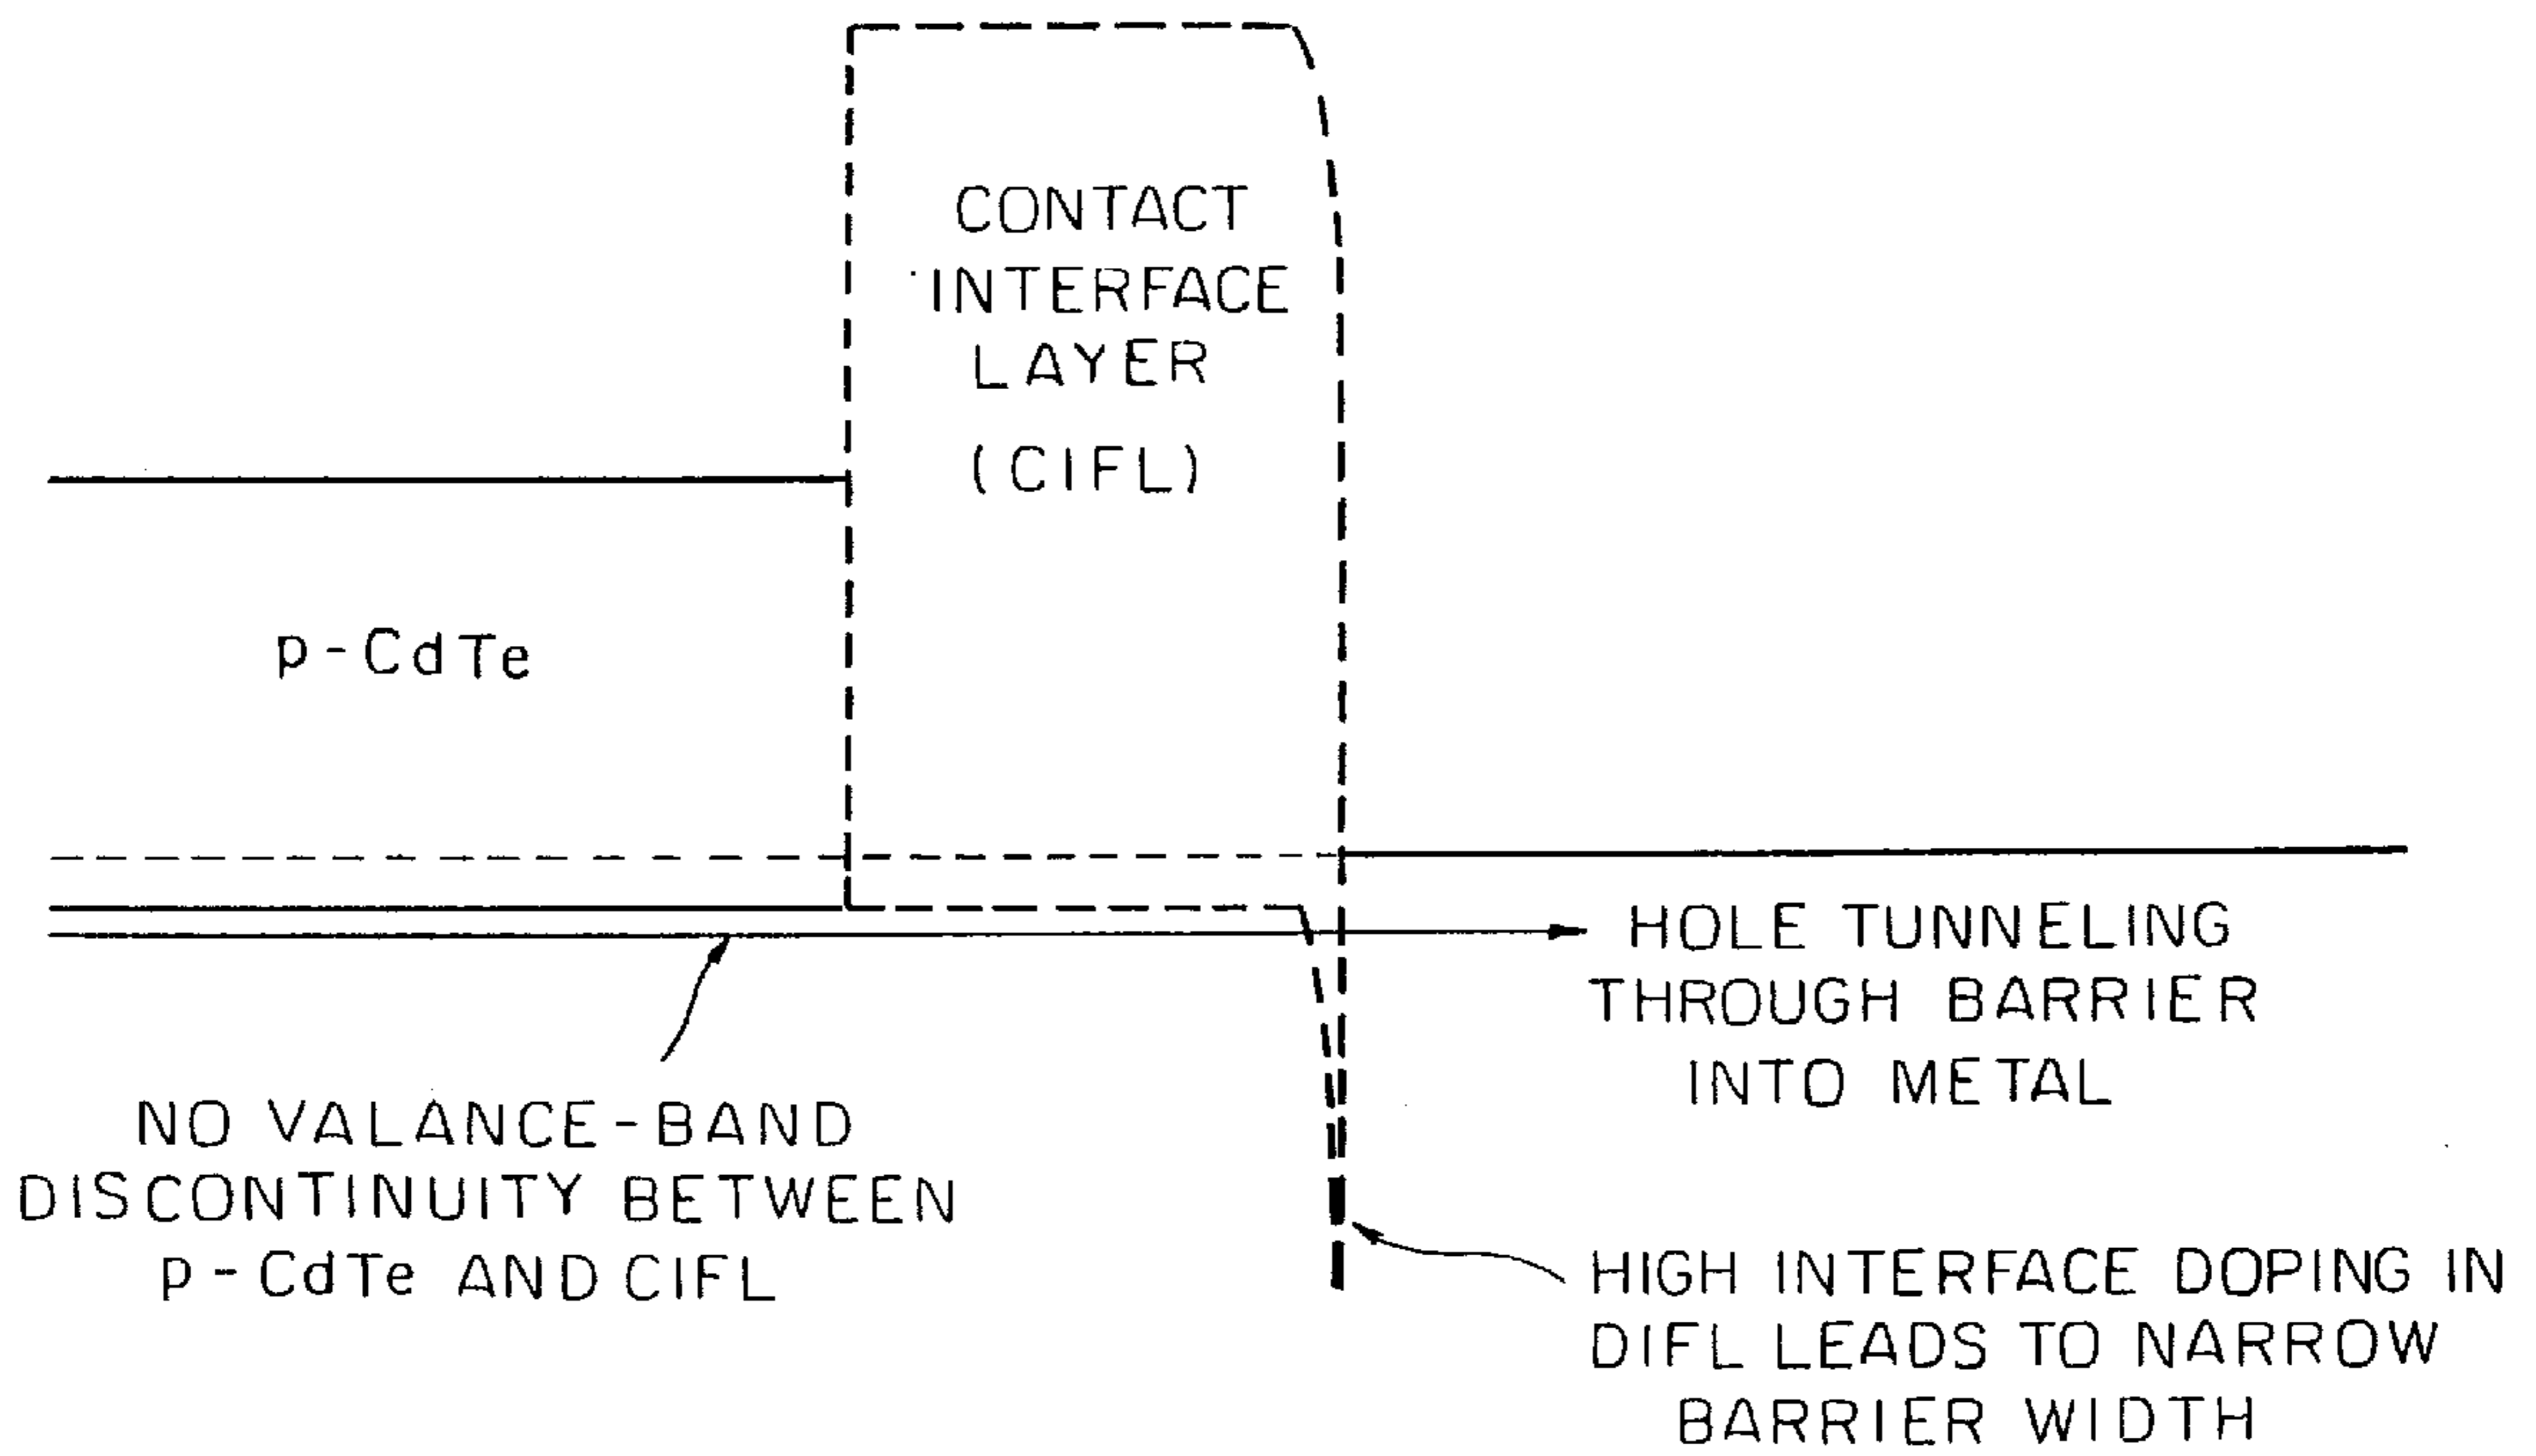 CONTACT
INTERFACE
LAYER
(CIFL)
p-CdTe
HOLE TUNNELING
THROUGH BARRIER
INTO METAL
NO VALANCE-BAND
DISCONTINUITY BETWEEN
p-CdTe AND CIFL
HIGH INTERFACE DOPING IN
DIFL LEADS TO NARROW
BARRIER WIDTH